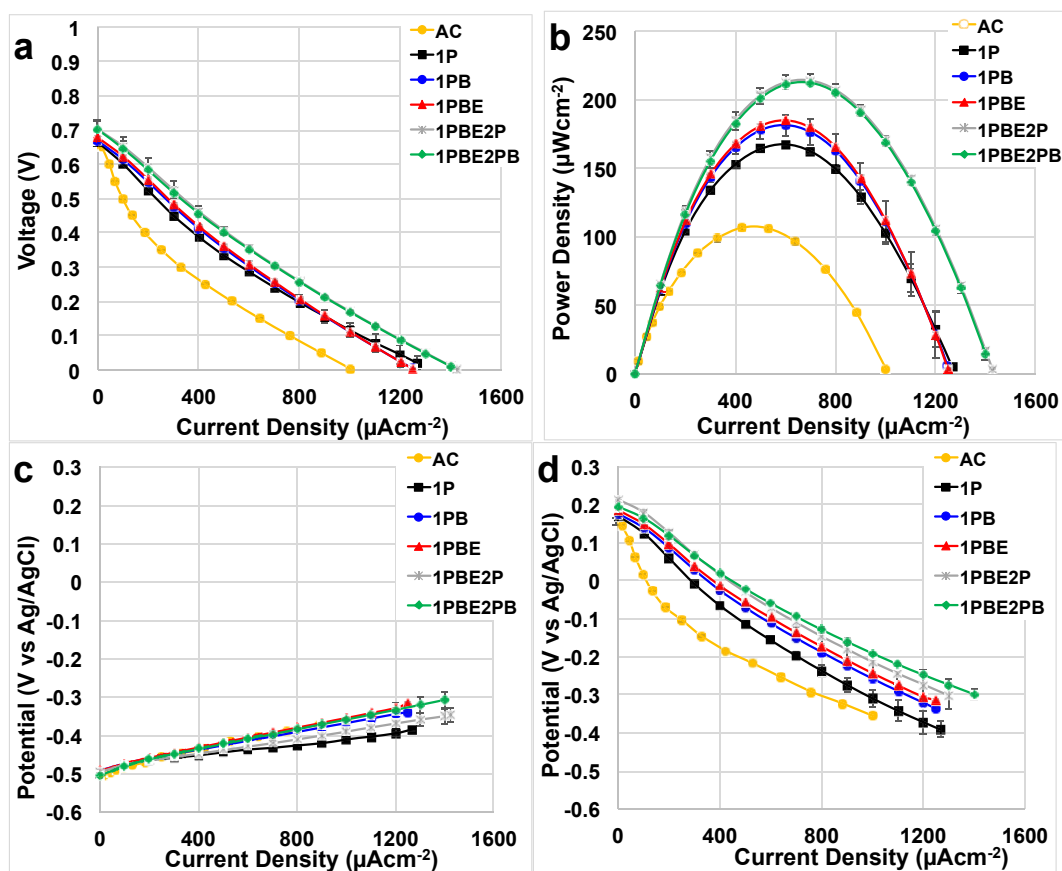 a
AC
1P
1PB
1PBE
1PBE2P
1PBE2PB
1
0.9
0.8
0.7
0.6
0.5
0.4
0.3
0.2
0.1
0
Voltage (V)
0 400 800 1200 1600
Current Density (µAcm-2)
b
AC
1P
1PB
1PBE
1PBE2P
1PBE2PB
250
200
150
100
50
0
Power Density (µWcm-2)
0 400 800 1200 1600
Current Density (µAcm-2)
c
AC
1P
1PB
1PBE
1PBE2P
1PBE2PB
0.3
0.2
0.1
0
-0.1
-0.2
-0.3
-0.4
-0.5
-0.6
Potential (V vs Ag/AgCl)
0 400 800 1200 1600
Current Density (µAcm-2)
d
AC
1P
1PB
1PBE
1PBE2P
1PBE2PB
0.3
0.2
0.1
0
-0.1
-0.2
-0.3
-0.4
-0.5
-0.6
Potential (V vs Ag/AgCl)
0 400 800 1200 1600
Current Density (µAcm-2)